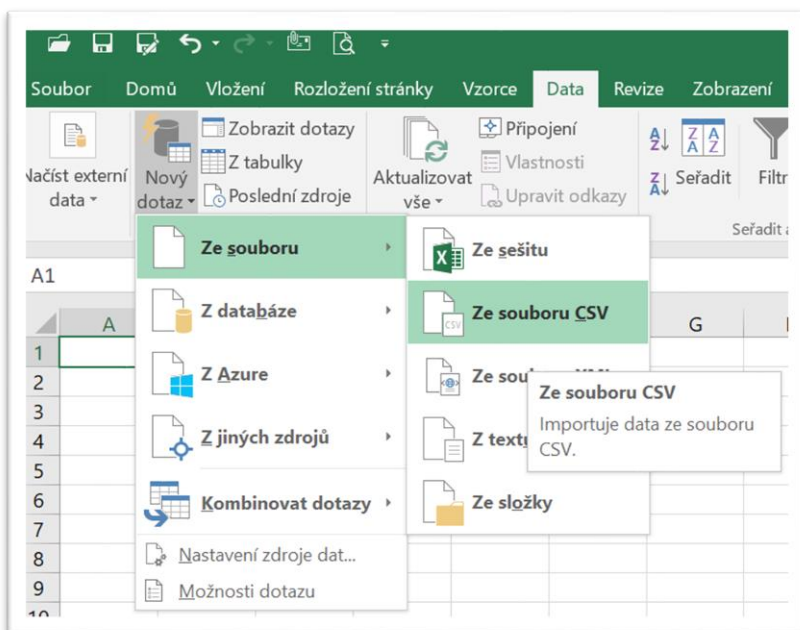 Soubor Domů Vložení Rozložení stránky Vzorce Data Revize Zobrazení
Načíst externí data
Nový dotaz
Zobrazit dotazy
Z tabulky
Poslední zdroje
Aktualizovat vše
Připojení
Vlastnosti
Upravit odkazy
Seřadit
Filtr
Seřadit a
A1
A G
1
2
3
4
5
6
7
8
9
10
Ze souboru
Z databáze
Z Azure
Z jiných zdrojů
Kombinovat dotazy
Nastavení zdroje dat...
Možnosti dotazu
Ze sešitu
Ze souboru CSV
Ze
Z
Ze složky
Ze souboru CSV
Importuje data ze souboru
CSV.